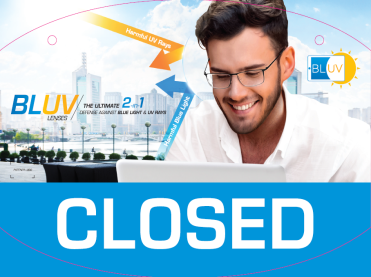 Harmful UV Rays
BLUV
BLUV
LENSES
THE ULTIMATE 2-IN-1
DEFENSE AGAINST BLUE LIGHT & UV RAYS
Harmful Blue Light
CLOSED